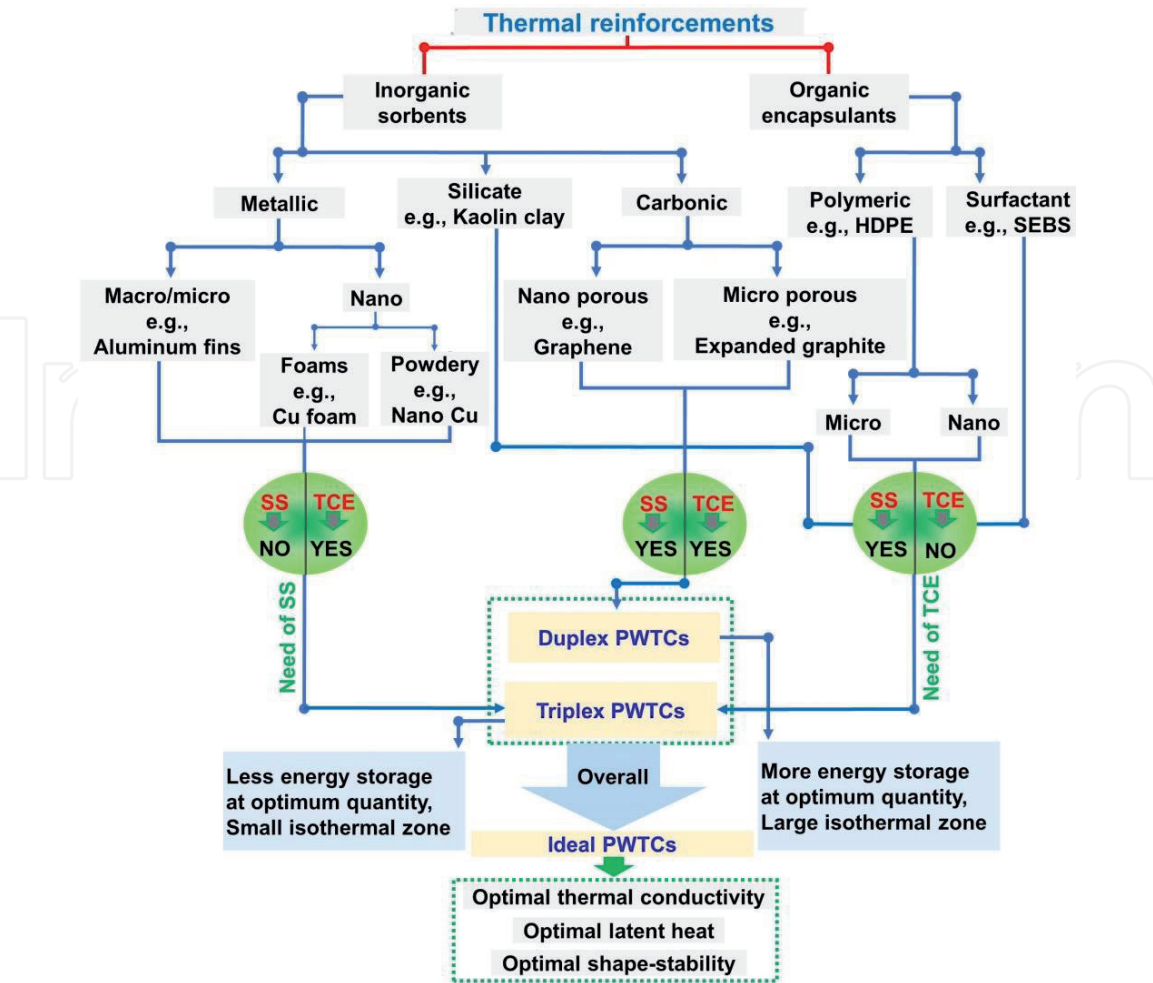 Thermal reinforcements
Inorganic
sorbents
Organic
encapsulants
Metallic
Silicate
e.g., Kaolin clay
Carbonic
Polymeric
e.g., HDPE
Surfactant
e.g., SEBS
Macro/micro
e.g.,
Aluminum fins
Nano
Nano porous
e.g.,
Graphene
Micro porous
e.g.,
Expanded graphite
Foams
e.g.,
Cu foam
Powdery
e.g.,
Nano Cu
Micro
Nano
SS TCE
NO YES
SS TCE
YES YES
SS TCE
YES NO
Need of SS
Need of TCE
Duplex PWTCs
Triplex PWTCs
Less energy storage
at optimum quantity,
Small isothermal zone
Overall
More energy storage
at optimum quantity,
Large isothermal zone
Ideal PWTCs
Optimal thermal conductivity
Optimal latent heat
Optimal shape-stability